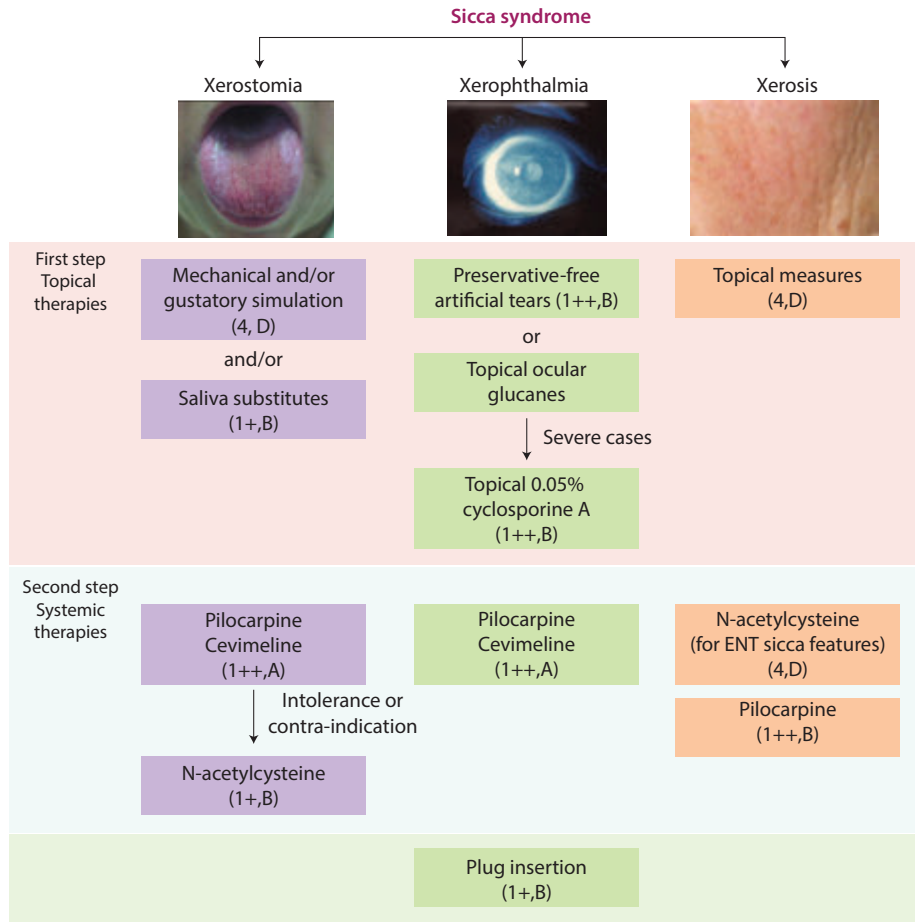 Sicca syndrome
Xerostomia
Xerophthalmia
Xerosis
First step
Topical
therapies
Mechanical and/or
gustatory simulation
(4, D)
and/or
Saliva substitutes
(1+,B)
Preservative-free
artificial tears (1++,B)
or
Topical ocular
glucanes
Severe cases
Topical 0.05%
cyclosporine A
(1++,B)
Topical measures
(4,D)
Second step
Systemic
therapies
Pilocarpine
Cevimeline
(1++,A)
Intolerance or
contra-indication
N-acetylcysteine
(1+,B)
Pilocarpine
Cevimeline
(1++,A)
N-acetylcysteine
(for ENT sicca features)
(4,D)
Pilocarpine
(1++,B)
Plug insertion
(1+,B)